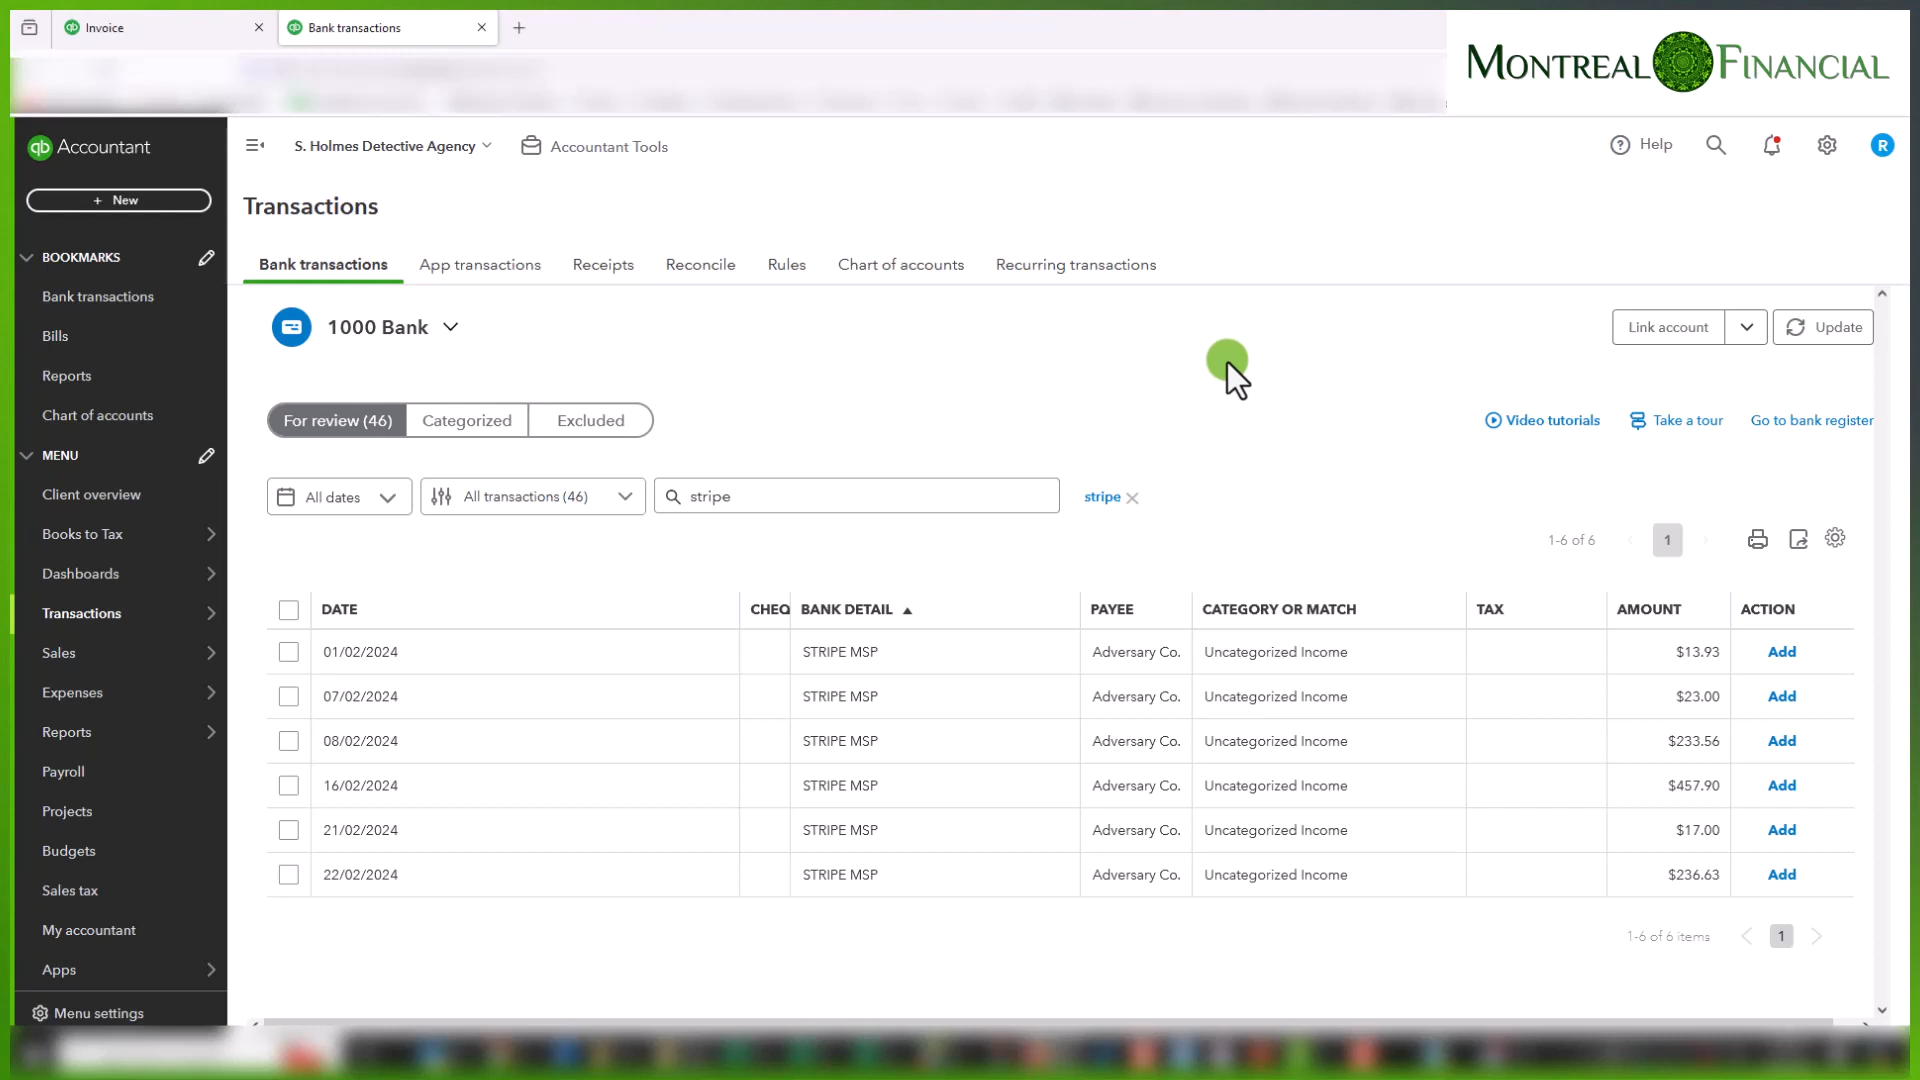 Invoice
Bank transactions
MONTREAL FINANCIAL
qb Accountant
S. Holmes Detective Agency
Accountant Tools
Help
R
+ New
Transactions
BOOKMARKS
Bank transactions
Bills
Reports
Chart of accounts
MENU
Client overview
Books to Tax
Dashboards
Transactions
Sales
Expenses
Reports
Payroll
Projects
Budgets
Sales tax
My accountant
Apps
Menu settings
Bank transactions App transactions Receipts Reconcile Rules Chart of accounts Recurring transactions
1000 Bank
Link account
Update
For review (46) Categorized Excluded
Video tutorials Take a tour Go to bank register
All dates All transactions (46) stripe stripe
1-6 of 6 1
DATE CHEQ BANK DETAIL PAYEE CATEGORY OR MATCH TAX AMOUNT ACTION
01/02/2024 STRIPE MSP Adversary Co. Uncategorized Income $13.93 Add
07/02/2024 STRIPE MSP Adversary Co. Uncategorized Income $23.00 Add
08/02/2024 STRIPE MSP Adversary Co. Uncategorized Income $233.56 Add
16/02/2024 STRIPE MSP Adversary Co. Uncategorized Income $457.90 Add
21/02/2024 STRIPE MSP Adversary Co. Uncategorized Income $17.00 Add
22/02/2024 STRIPE MSP Adversary Co. Uncategorized Income $236.63 Add
1-6 of 6 items 1